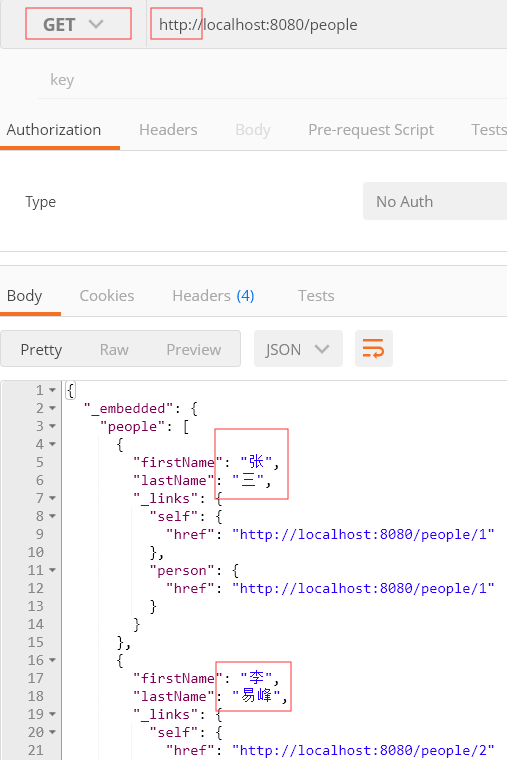 GET http://localhost:8080/people
key
Authorization Headers Body Pre-request Script Tests
Type No Auth
Body Cookies Headers (4) Tests
Pretty Raw Preview JSON
1 {
2 "_embedded": {
3 "people": [
4 {
5 "firstName": "张",
6 "lastName": "三",
7 "_links": {
8 "self": {
9 "href": "http://localhost:8080/people/1"
10 },
11 "person": {
12 "href": "http://localhost:8080/people/1"
13 }
14 }
15 },
16 {
17 "firstName": "李",
18 "lastName": "易峰",
19 "_links": {
20 "self": {
21 "href": "http://localhost:8080/people/2"